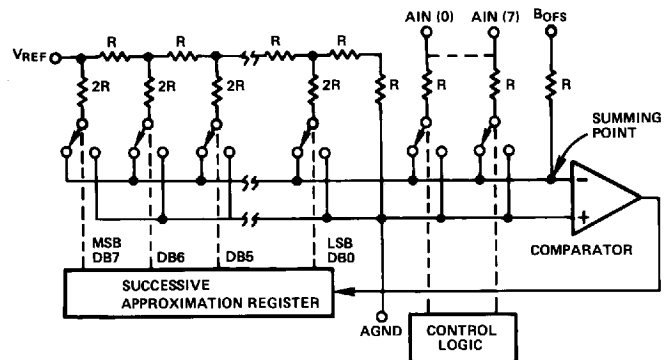 AIN (0) AIN (7) BOFS
VREF R R R R
2R 2R 2R 2R R R R R
SUMMING
POINT
−
+
COMPARATOR
MSB
DB7 DB6 DB5 LSB
DB0
SUCCESSIVE
APPROXIMATION REGISTER
AGND
CONTROL
LOGIC